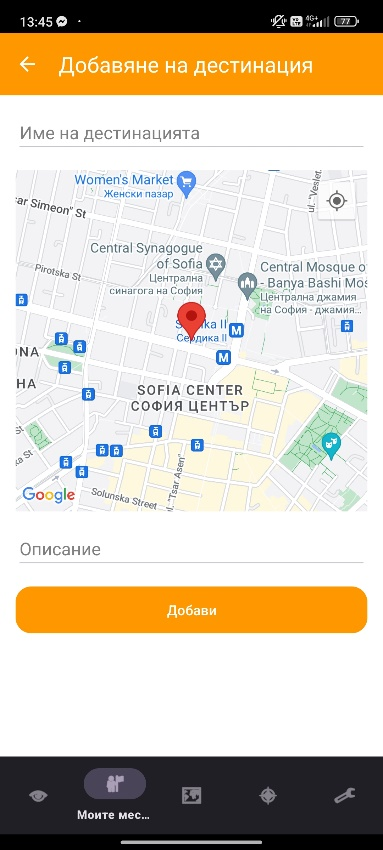 13:45
4G+
77
Добавяне на дестинация
Име на дестинацията
Women's Market
Женски пазар
ar Simeon" St
ul. "Veslet
Central Synagogue
of Sofia
Централна
синагога на София
Pirotska St
Central Mosque of
- Banya Bashi Mos
Централна джамия
на София - джамия…
Serdika II
Сердика II
M
M
ONA
НА
SOFIA CENTER
СОФИЯ ЦЕНТЪР
ul. "Tsar Asen"
Solunska Street
Google
Описание
Добави
Моите мес…